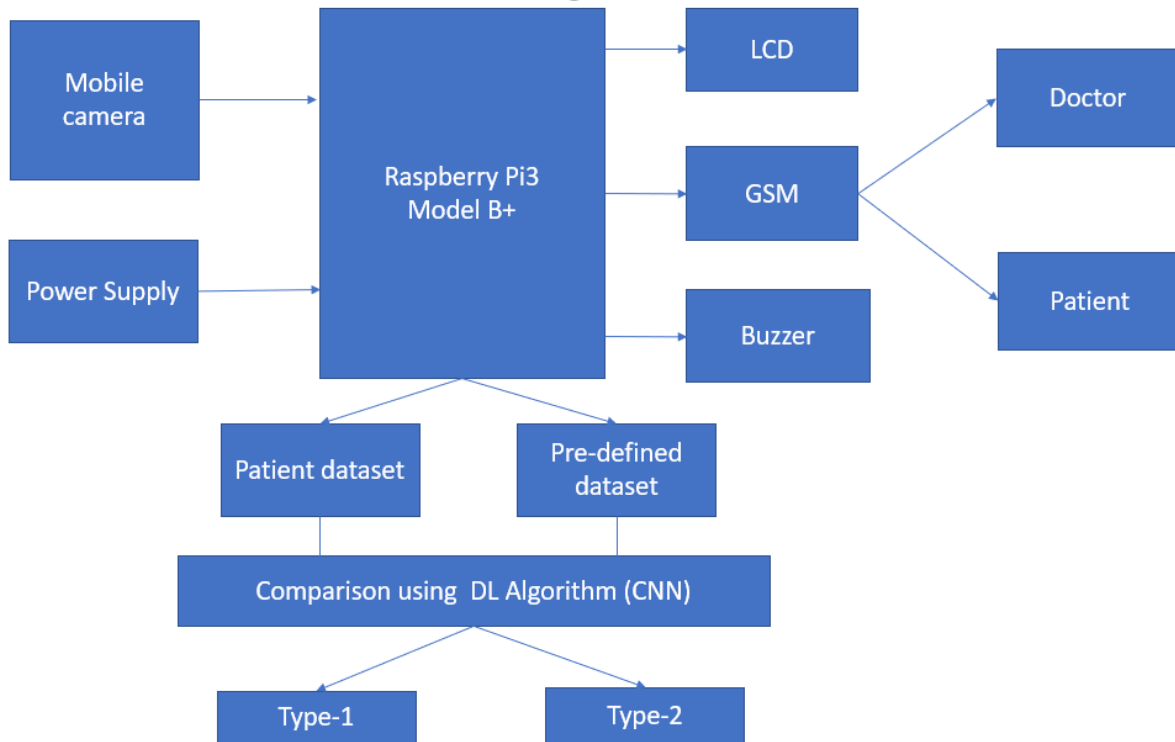 Mobile
camera
Power Supply
Raspberry Pi3
Model B+
LCD
GSM
Buzzer
Doctor
Patient
Patient dataset
Pre-defined
dataset
Comparison using  DL Algorithm (CNN)
Type-1
Type-2